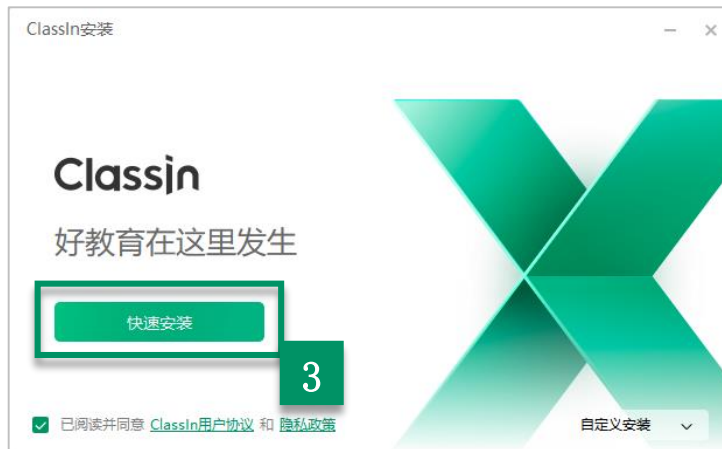 ClassIn安装
Classin
好教育在这里发生
快速安装
3
已阅读并同意 ClassIn用户协议 和 隐私政策
自定义安装